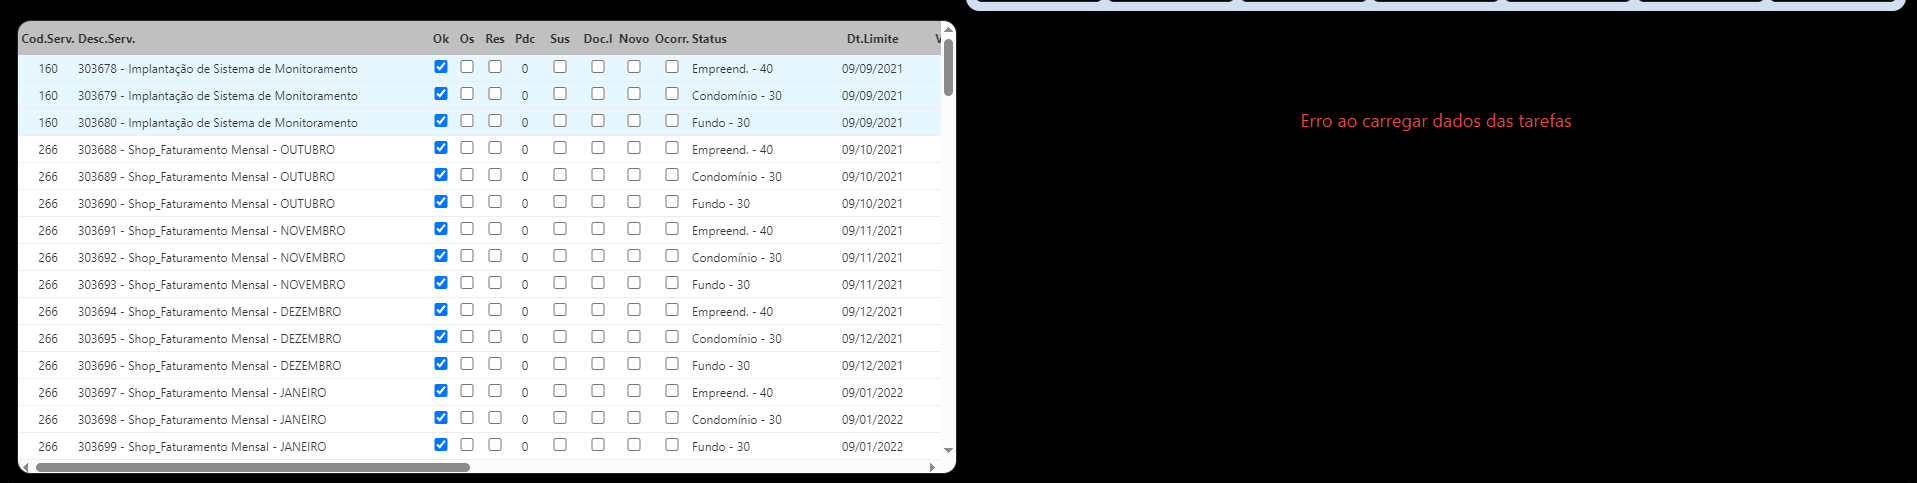 Cod.Serv. Desc.Serv. Ok Os Res Pdc Sus Doc.I Novo Ocorr. Status Dt.Limite
160 303678 - Implantação de Sistema de Monitoramento 0 Empreend. - 40 09/09/2021
160 303679 - Implantação de Sistema de Monitoramento 0 Condomínio - 30 09/09/2021
160 303680 - Implantação de Sistema de Monitoramento 0 Fundo - 30 09/09/2021
266 303688 - Shop_Faturamento Mensal - OUTUBRO 0 Empreend. - 40 09/10/2021
266 303689 - Shop_Faturamento Mensal - OUTUBRO 0 Condomínio - 30 09/10/2021
266 303690 - Shop_Faturamento Mensal - OUTUBRO 0 Fundo - 30 09/10/2021
266 303691 - Shop_Faturamento Mensal - NOVEMBRO 0 Empreend. - 40 09/11/2021
266 303692 - Shop_Faturamento Mensal - NOVEMBRO 0 Condomínio - 30 09/11/2021
266 303693 - Shop_Faturamento Mensal - NOVEMBRO 0 Fundo - 30 09/11/2021
266 303694 - Shop_Faturamento Mensal - DEZEMBRO 0 Empreend. - 40 09/12/2021
266 303695 - Shop_Faturamento Mensal - DEZEMBRO 0 Condomínio - 30 09/12/2021
266 303696 - Shop_Faturamento Mensal - DEZEMBRO 0 Fundo - 30 09/12/2021
266 303697 - Shop_Faturamento Mensal - JANEIRO 0 Empreend. - 40 09/01/2022
266 303698 - Shop_Faturamento Mensal - JANEIRO 0 Condomínio - 30 09/01/2022
266 303699 - Shop_Faturamento Mensal - JANEIRO 0 Fundo - 30 09/01/2022
Erro ao carregar dados das tarefas